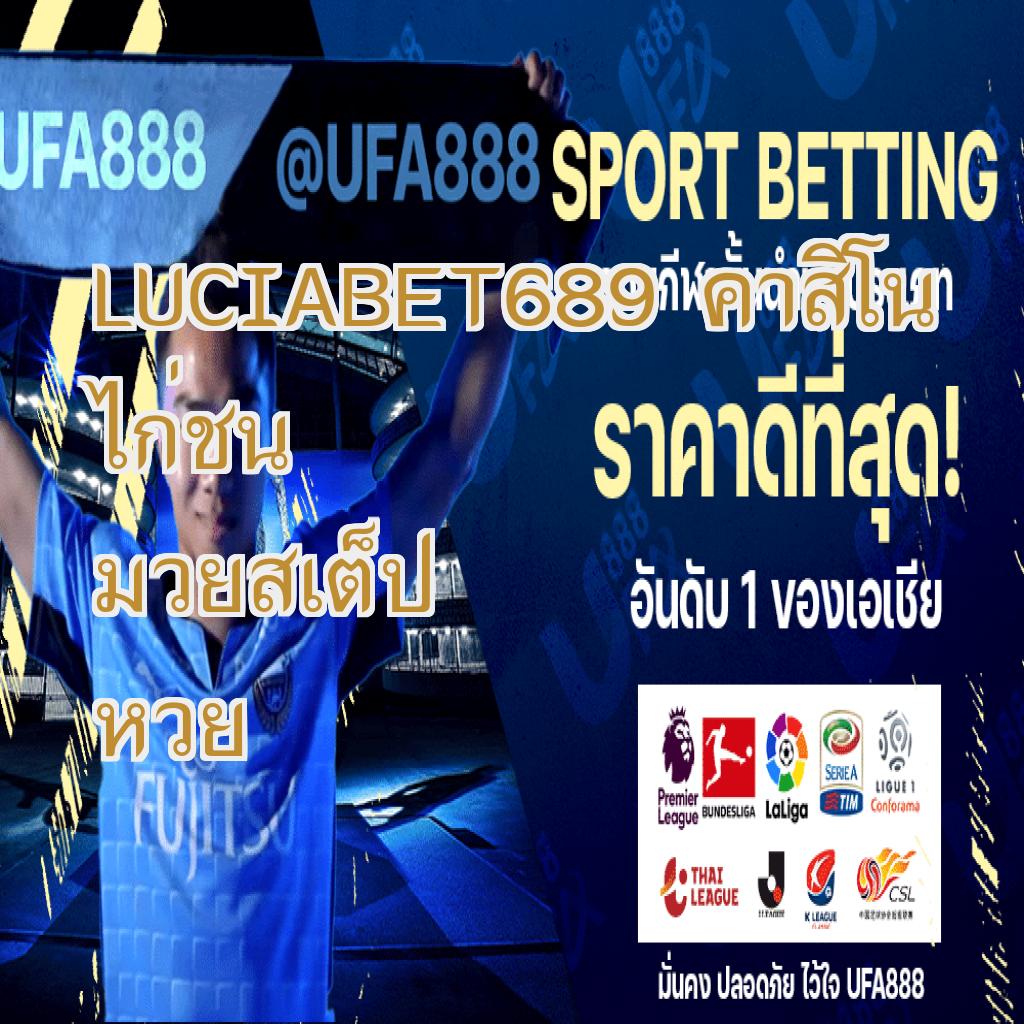 UFA888
@UFA888
SPORT BETTING
LUCIABET689 คาสิโน
ราคาดีที่สุด!
ไก่ชน
มวยสเต็ป
อันดับ 1 ของเอเชีย
หวย
FUJITSU
Premier
League
BUNDESLIGA
LaLiga
SERIE A
TIM
LIGUE 1
Conforama
THAI
LEAGUE
J.LEAGUE
K LEAGUE
CSL
มั่นคง ปลอดภัย ไว้ใจ UFA888